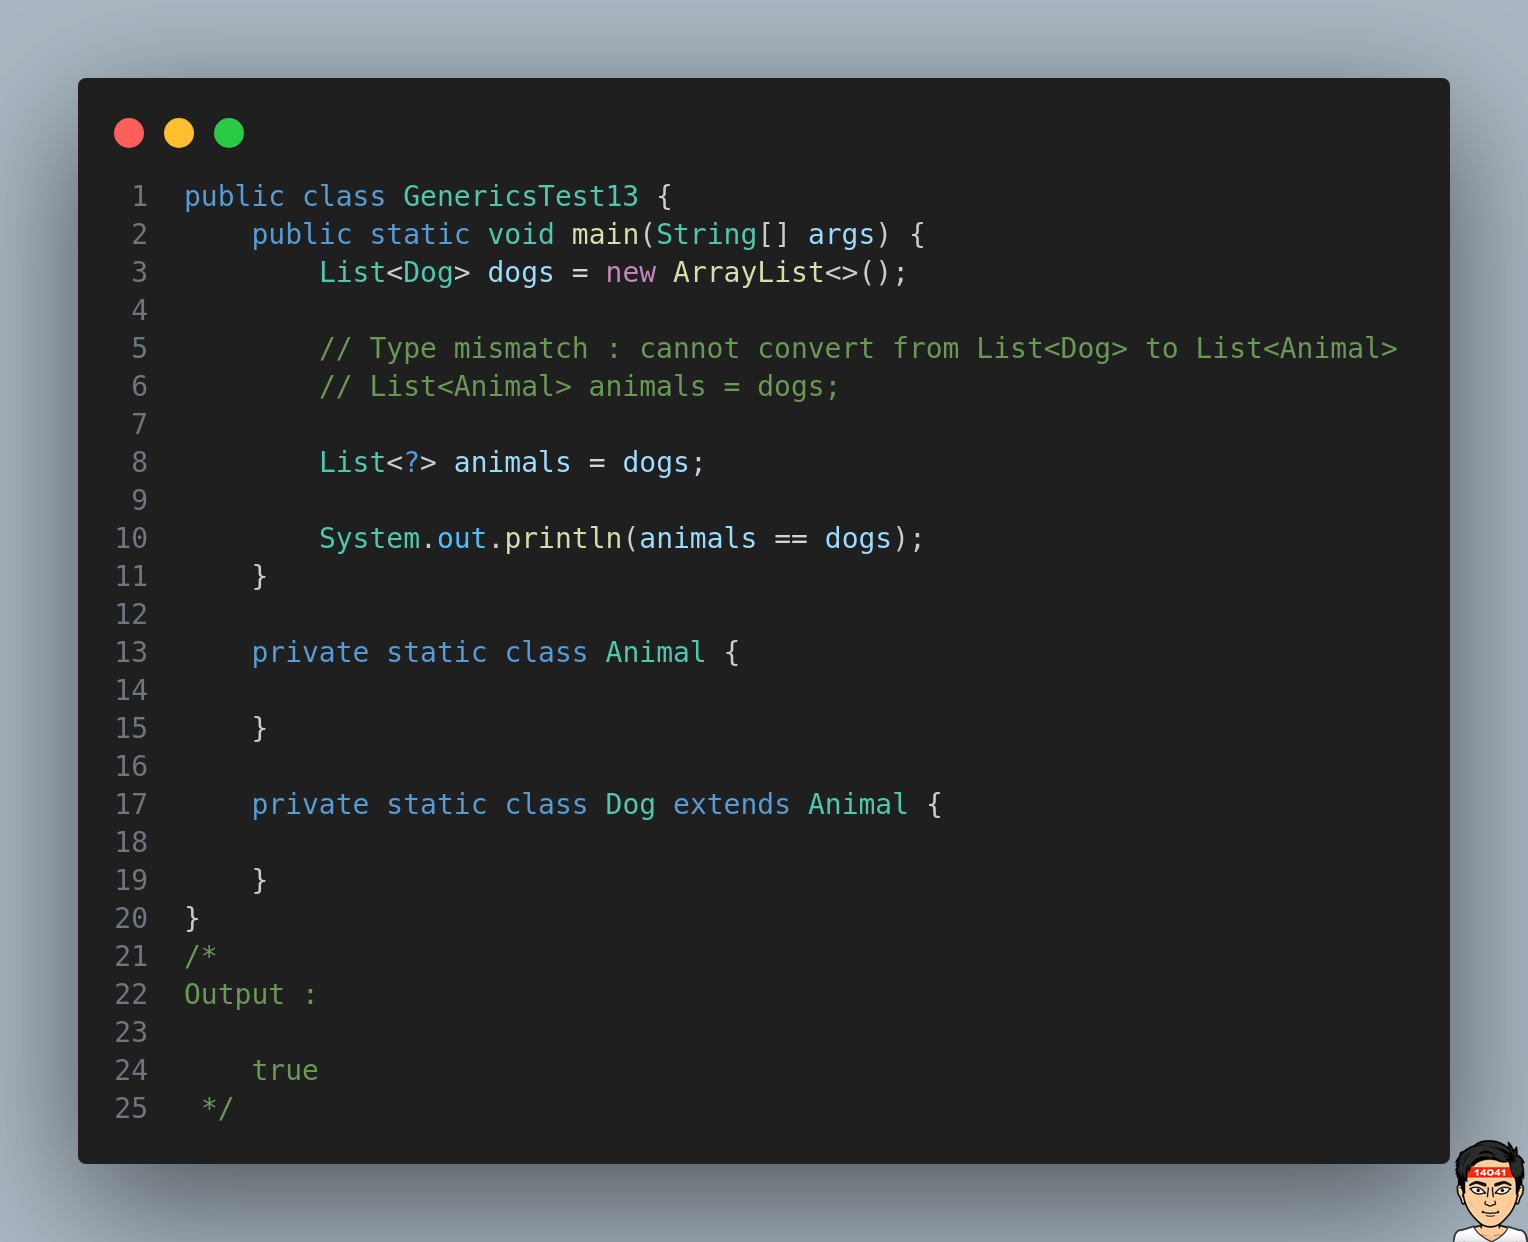 1 public class GenericsTest13 {
2     public static void main(String[] args) {
3         List<Dog> dogs = new ArrayList<>();
4
5         // Type mismatch : cannot convert from List<Dog> to List<Animal>
6         // List<Animal> animals = dogs;
7
8         List<?> animals = dogs;
9
10         System.out.println(animals == dogs);
11     }
12
13     private static class Animal {
14
15     }
16
17     private static class Dog extends Animal {
18
19     }
20 }
21 /*
22 Output :
23
24     true
25  */
14041